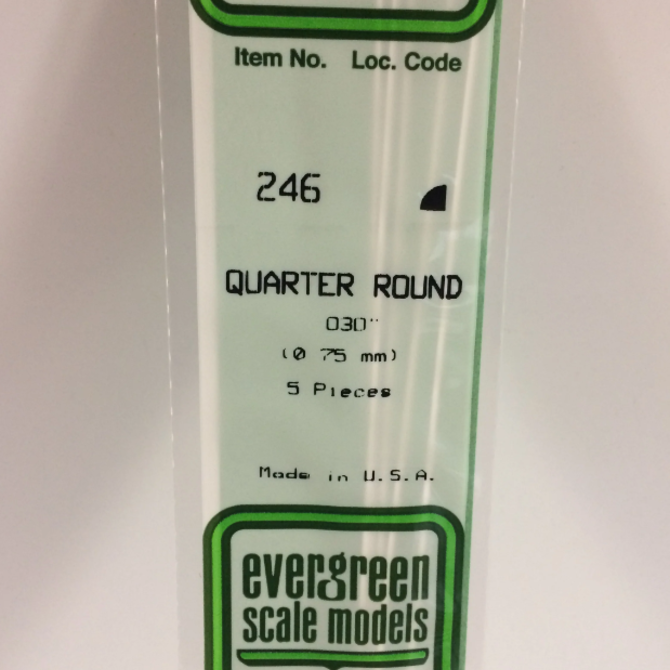 Item No. Loc. Code
246
QUARTER ROUND
.030"
(0.75 mm)
5 Pieces
Made in U.S.A.
evergreen
scale models